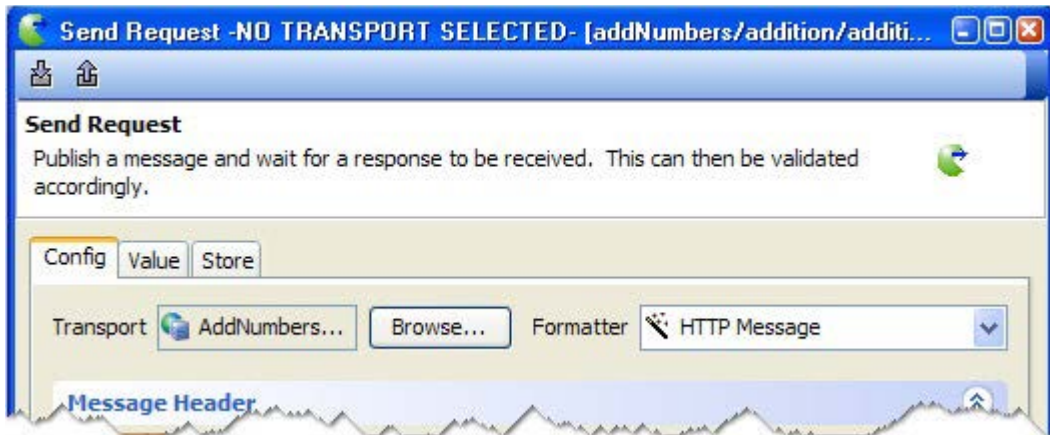 Send Request -NO TRANSPORT SELECTED- [addNumbers/addition/additi...
Send Request
Publish a message and wait for a response to be received. This can then be validated
accordingly.
Config Value Store
Transport AddNumbers... Browse... Formatter HTTP Message
Message Header